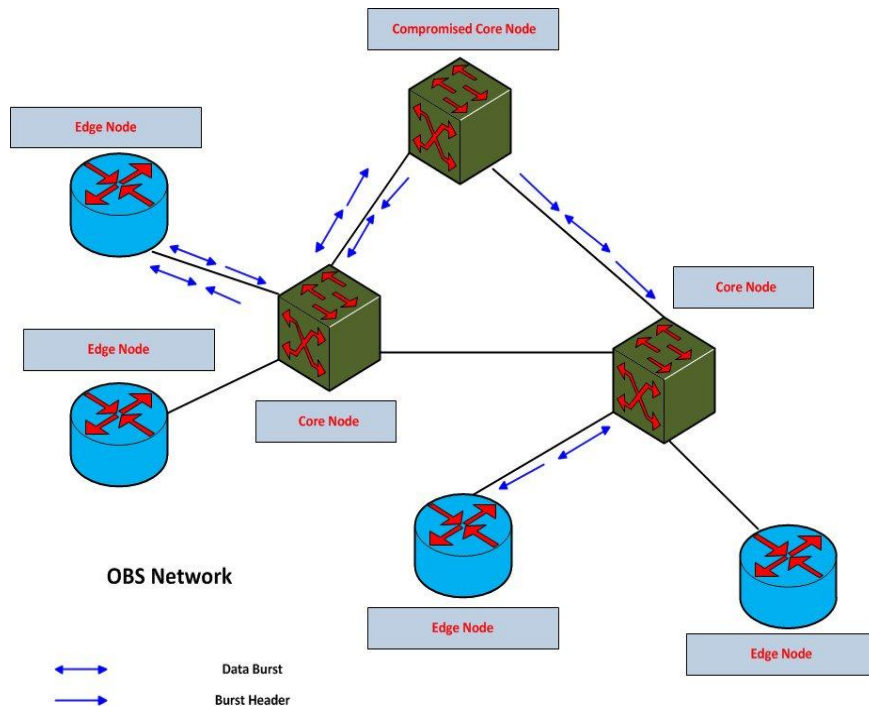 Compromised Core Node
Edge Node
Core Node
Edge Node
Core Node
OBS Network
Edge Node
Edge Node
Data Burst
Burst Header